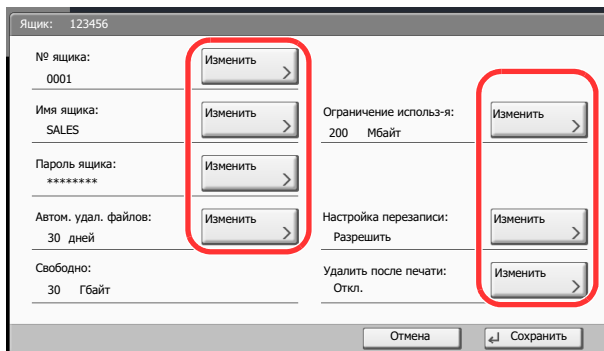 Ящик: 123456
№ ящика:
0001
Изменить
Имя ящика:
SALES
Изменить
Пароль ящика:
********
Изменить
Автом. удал. файлов:
30 дней
Изменить
Свободно:
30 Гбайт
Ограничение использ-я:
200 Мбайт
Изменить
Настройка перезаписи:
Разрешить
Изменить
Удалить после печати:
Откл.
Изменить
Отмена
Сохранить